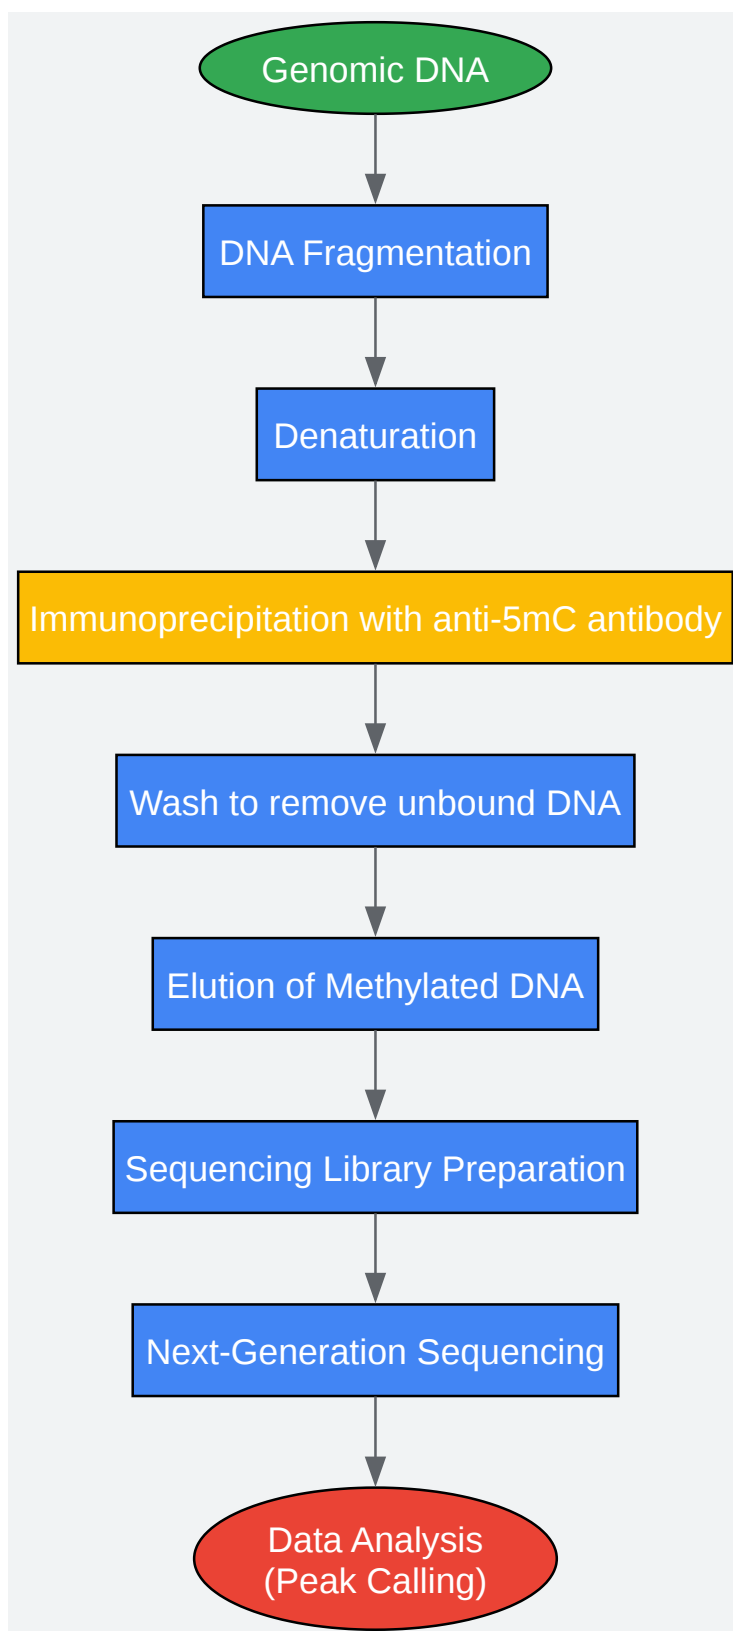 Genomic DNA
DNA Fragmentation
Denaturation
Immunoprecipitation with anti-5mC antibody
Wash to remove unbound DNA
Elution of Methylated DNA
Sequencing Library Preparation
Next-Generation Sequencing
Data Analysis
(Peak Calling)